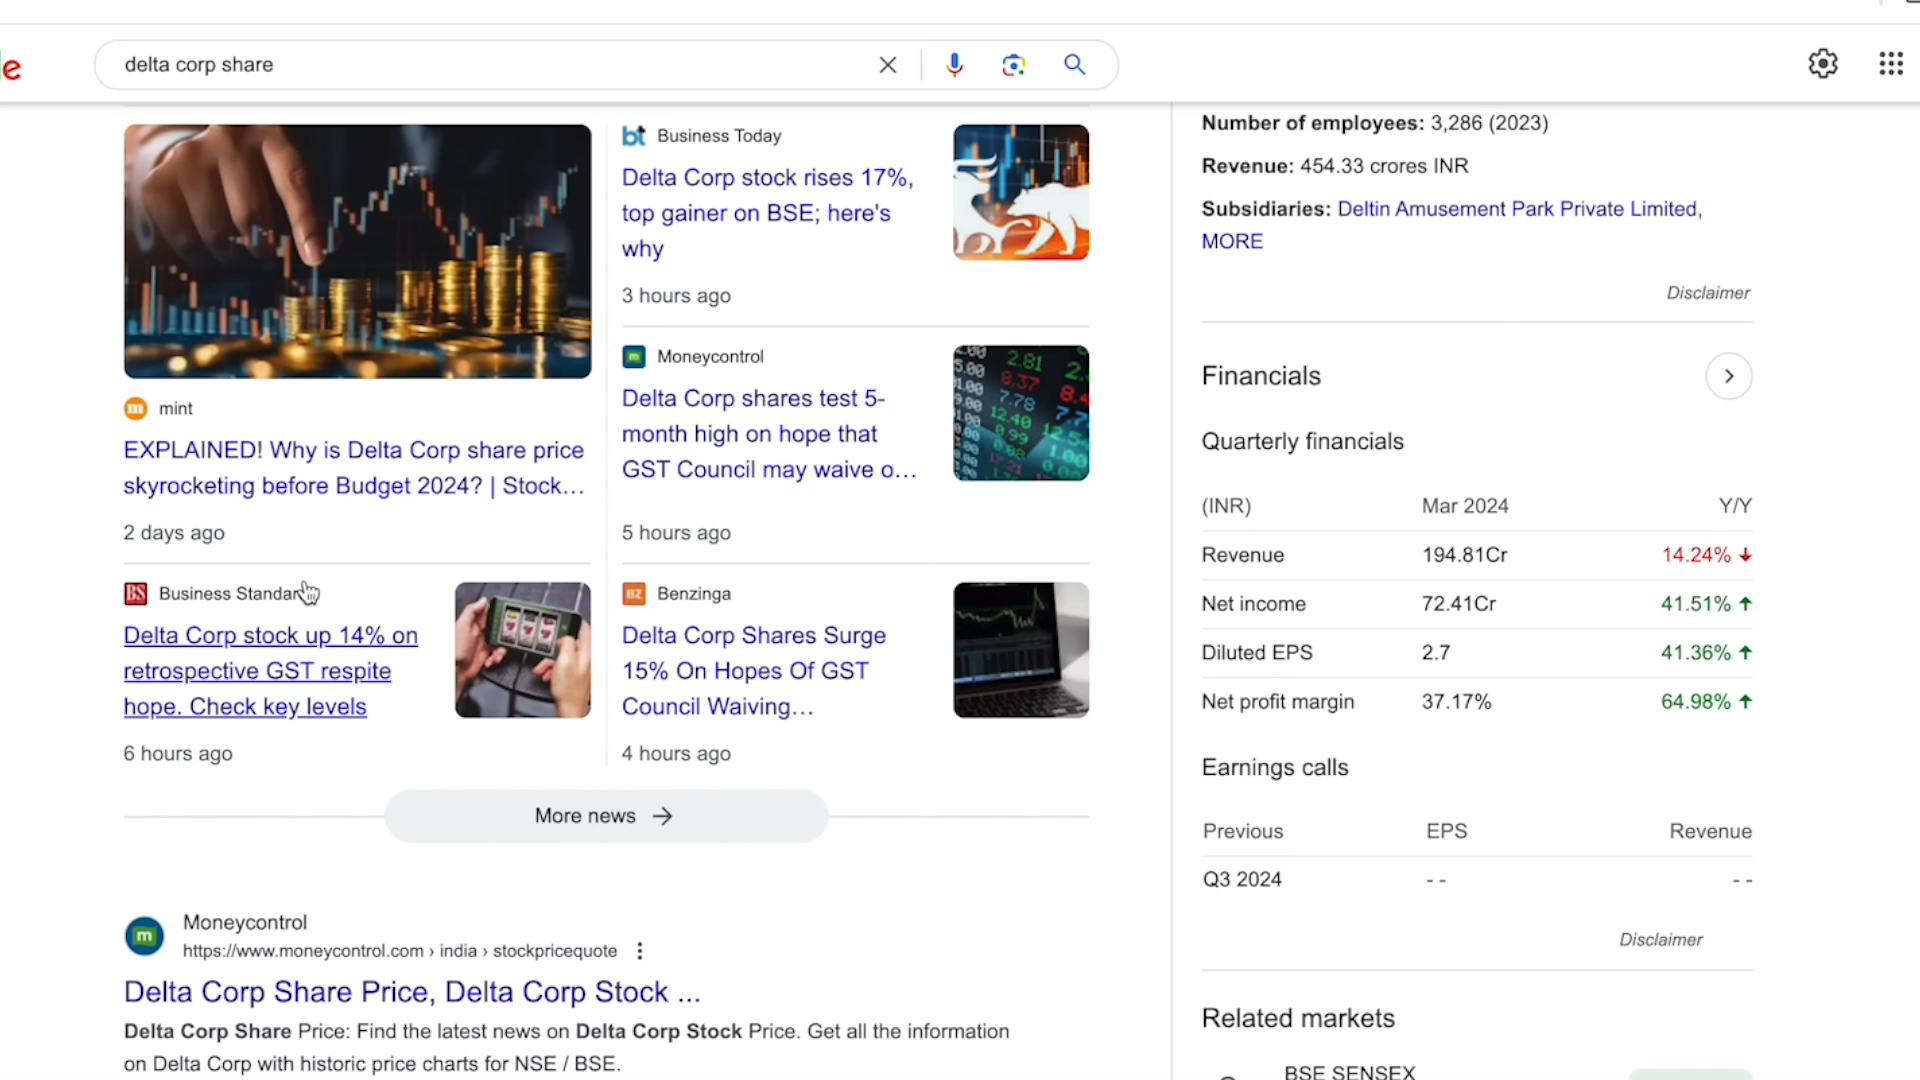 e
delta corp share
mint
EXPLAINED! Why is Delta Corp share price
skyrocketing before Budget 2024? | Stock...
2 days ago
BS
Business Standar
Delta Corp stock up 14% on
retrospective GST respite
hope. Check key levels
6 hours ago
bt
Business Today
Delta Corp stock rises 17%,
top gainer on BSE; here's
why
3 hours ago
Moneycontrol
Delta Corp shares test 5-
month high on hope that
GST Council may waive o...
5 hours ago
BZ
Benzinga
Delta Corp Shares Surge
15% On Hopes Of GST
Council Waiving...
4 hours ago
More news →
Moneycontrol
https://www.moneycontrol.com › india › stockpricequote
Delta Corp Share Price, Delta Corp Stock ...
Delta Corp Share Price: Find the latest news on Delta Corp Stock Price. Get all the information
on Delta Corp with historic price charts for NSE / BSE.
Number of employees: 3,286 (2023)
Revenue: 454.33 crores INR
Subsidiaries: Deltin Amusement Park Private Limited,
MORE
Disclaimer
Financials
Quarterly financials
(INR) Mar 2024 Y/Y
Revenue 194.81Cr 14.24% ↓
Net income 72.41Cr 41.51% ↑
Diluted EPS 2.7 41.36% ↑
Net profit margin 37.17% 64.98% ↑
Earnings calls
Previous EPS Revenue
Q3 2024 - - - -
Disclaimer
Related markets
BSE SENSEX